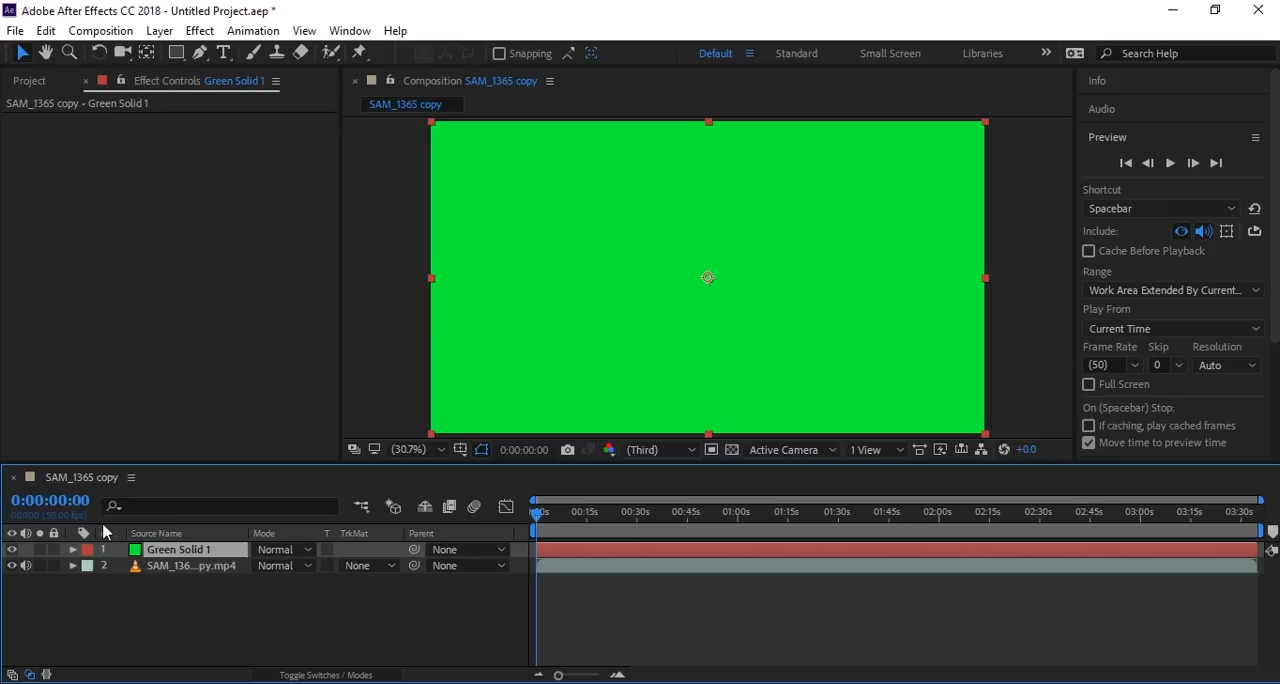 Ae Adobe After Effects CC 2018 - Untitled Project.aep *
File Edit Composition Layer Effect Animation View Window Help
Snapping Default Standard Small Screen Libraries Search Help
Project Effect Controls Green Solid 1
SAM_1365 copy • Green Solid 1
Composition SAM_1365 copy
SAM_1365 copy
(30.7%) 0:00:00:00 (Third) Active Camera 1 View +0.0
Info
Audio
Preview
Shortcut
Spacebar
Include:
Cache Before Playback
Range
Work Area Extended By Current...
Play From
Current Time
Frame Rate Skip Resolution
(50) 0 Auto
Full Screen
On (Spacebar) Stop:
If caching, play cached frames
Move time to preview time
SAM_1365 copy
0:00:00:00
00000 (50.00 fps)
00:15s 00:30s 00:45s 01:00s 01:15s 01:30s 01:45s 02:00s 02:15s 02:30s 02:45s 03:00s 03:15s 03:30s
Source Name Mode T .TrkMat Parent
1 Green Solid 1 Normal None
2 SAM_136...py.mp4 Normal None None
Toggle Switches / Modes